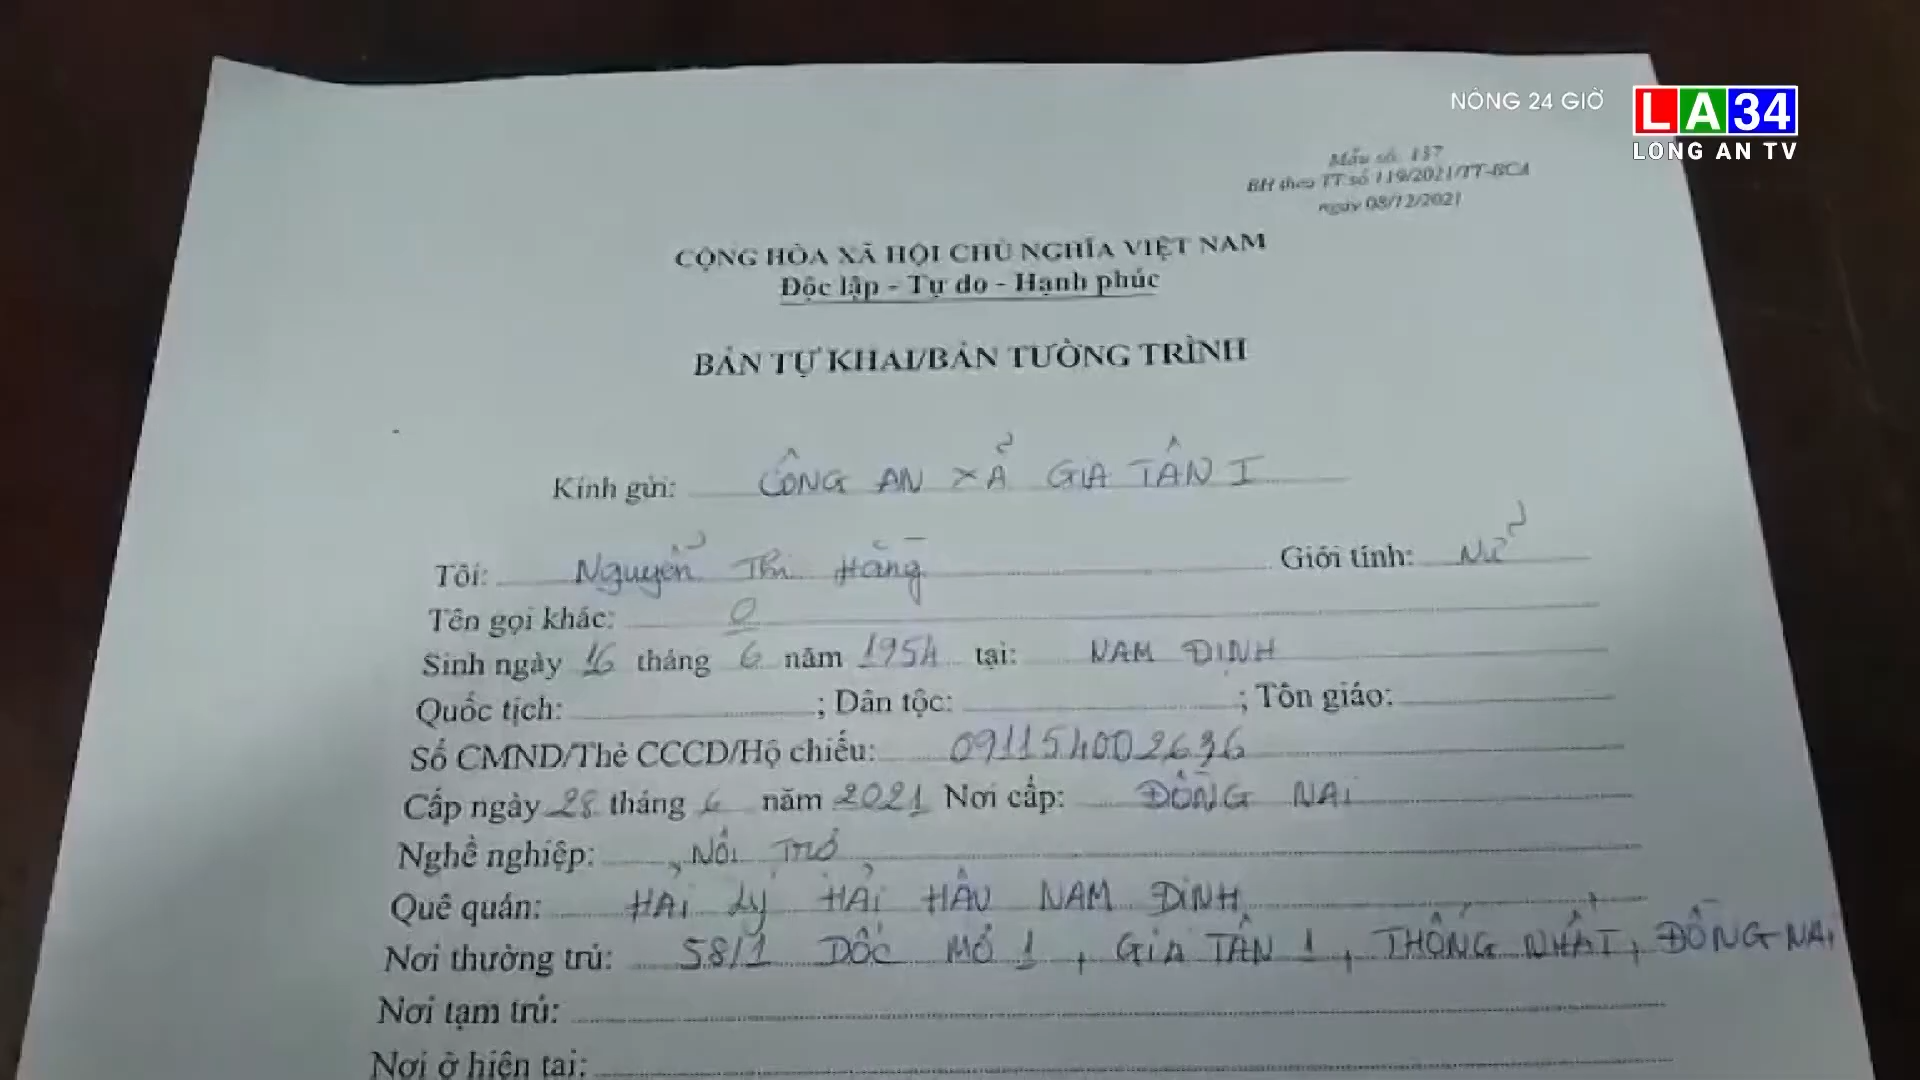 NÓNG 24 GIỜ
LA34
LONG AN TV
Mẫu số: 187
BH theo TT số 119/2021/TT-BCA
ngày 08/12/2021
CỘNG HÒA XÃ HỘI CHỦ NGHĨA VIỆT NAM
Độc lập - Tự do - Hạnh phúc
BẢN TỰ KHAI/BẢN TƯỜNG TRÌNH
Kính gửi: CÔNG AN XÃ GIA TÂN I
Tôi: Nguyễn Thị Hằng Giới tính: Nữ
Tên gọi khác: 0
Sinh ngày 16 tháng 6 năm 1954 tại: NAM ĐỊNH
Quốc tịch: ; Dân tộc: ; Tôn giáo:
Số CMND/Thẻ CCCD/Hộ chiếu: 091154002636
Cấp ngày 28 tháng 6 năm 2021 Nơi cấp: ĐỒNG NAI
Nghề nghiệp: NỘI TRỢ
Quê quán: HẢI LÝ HẢI HẬU NAM ĐỊNH
Nơi thường trú: 58/1 DỐC MƠ 1, GIA TÂN 1, THỐNG NHẤT, ĐỒNG NAI
Nơi tạm trú:
Nơi ở hiện tại: